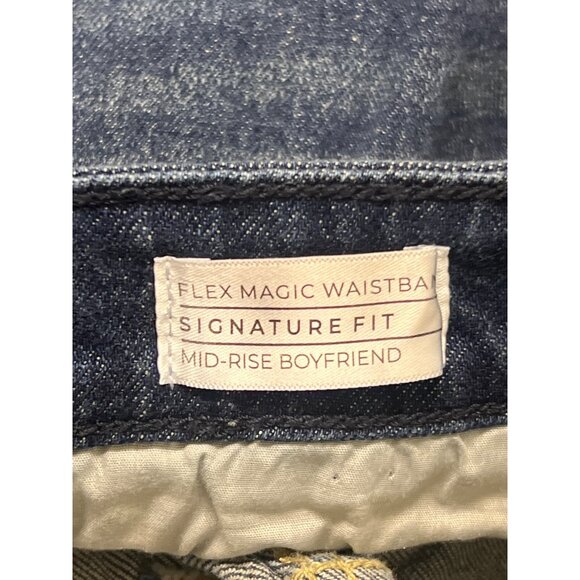 FLEX MAGIC WAISTBA
SIGNATURE FIT
MID-RISE BOYFRIEND